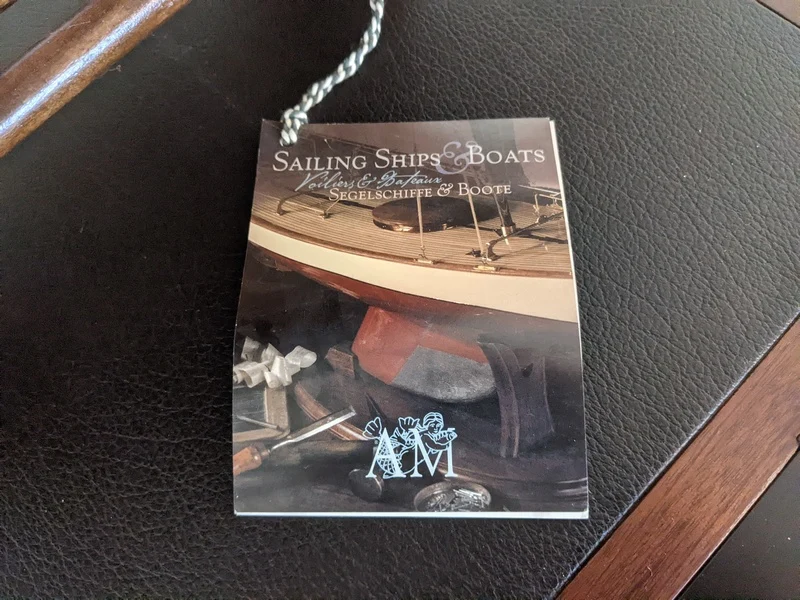 SAILING SHIPS & BOATS
Voiliers & Bateaux
SEGELSCHIFFE & BOOTE
AM